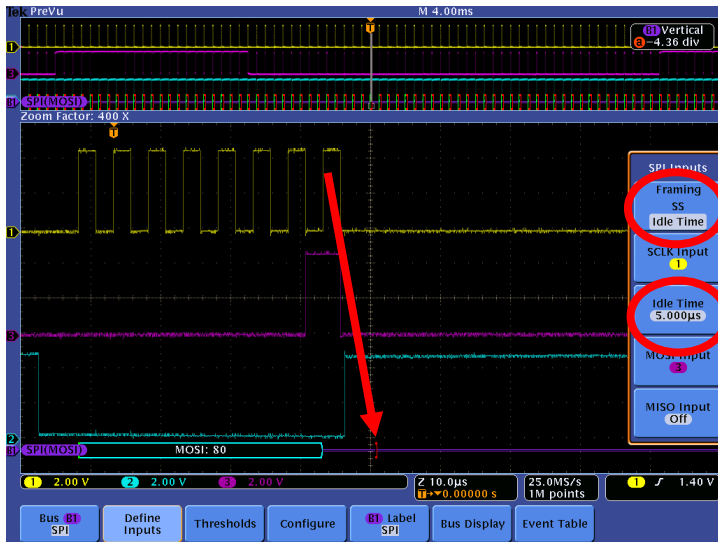 Tek PreVu
M 4.00ms
T
B1 Vertical
a -4.36 div
1
3
B1 SPI(MOSI)
Zoom Factor: 400 X
T
SPI Inputs
Framing
SS
Idle Time
1
SCLK Input
1
Idle Time
5.000µs
3
MOSI Input
3
MISO Input
Off
2
B1 SPI(MOSI)
MOSI: 80
1 2.00 V
2 2.00 V
3 2.00 V
Z 10.0µs
T→▼0.00000 s
25.0MS/s
1M points
1 ʃ 1.40 V
Bus B1
SPI
Define
Inputs
Thresholds
Configure
B1 Label
SPI
Bus Display
Event Table